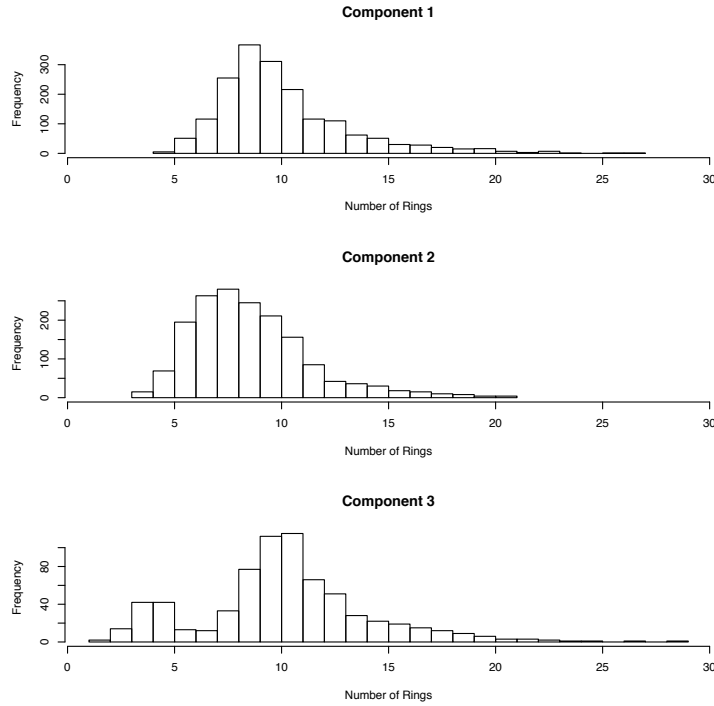 Component 1
Frequency
0 100 200 300
0 5 10 15 20 25 30
Number of Rings
Component 2
Frequency
0 100 200
0 5 10 15 20 25 30
Number of Rings
Component 3
Frequency
0 40 80
0 5 10 15 20 25 30
Number of Rings